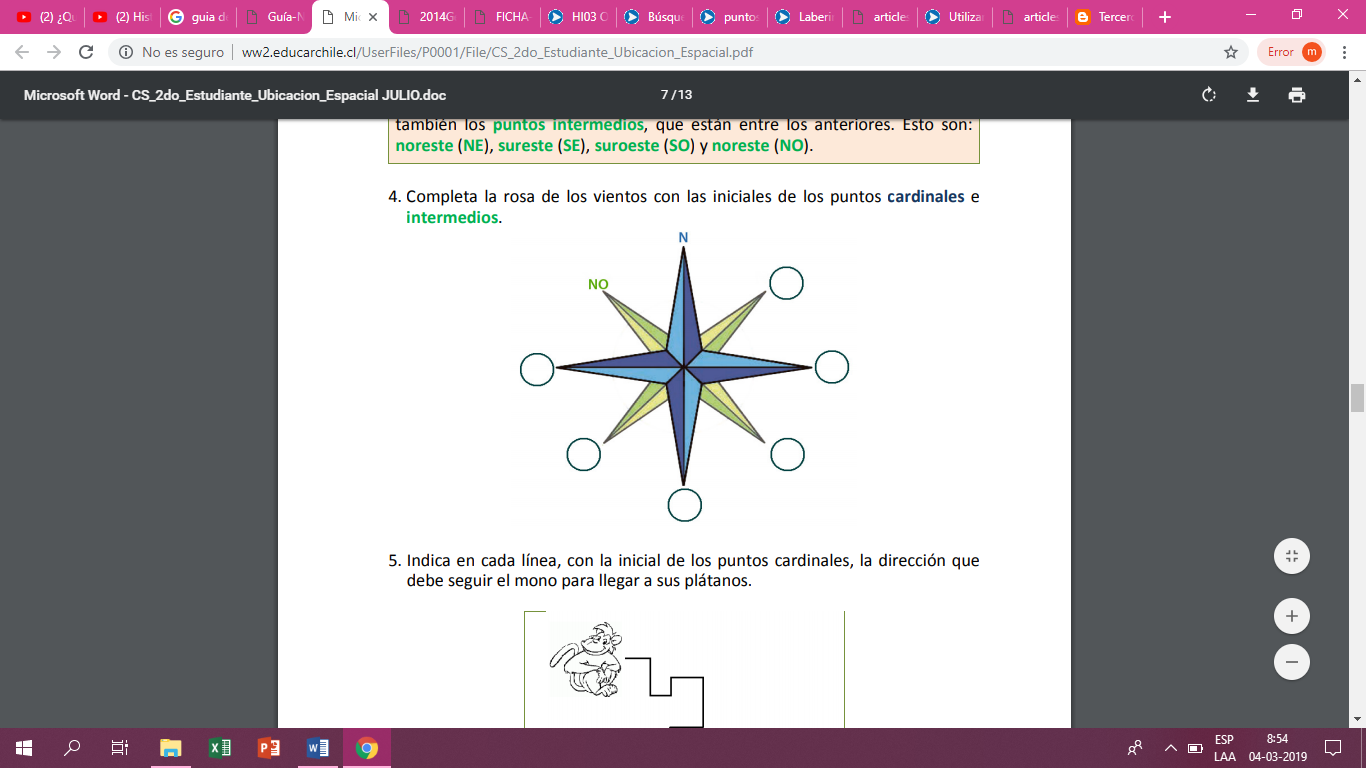 (2) ¿Qu
(2) Hist
guia d
Guía-N
Mi
2014G
FICHA
HI03 C
Búsqu
punto
Laberi
article
Utiliza
article
Tercer
No es seguro
ww2.educarchile.cl/UserFiles/P0001/File/CS_2do_Estudiante_Ubicacion_Espacial.pdf
Error
m
Microsoft Word - CS_2do_Estudiante_Ubicacion_Espacial JULIO.doc
7 / 13
también los puntos intermedios, que están entre los anteriores. Esto son:
noreste (NE), sureste (SE), suroeste (SO) y noreste (NO).
4. Completa la rosa de los vientos con las iniciales de los puntos cardinales e
intermedios.
N
NO
5. Indica en cada línea, con la inicial de los puntos cardinales, la dirección que
debe seguir el mono para llegar a sus plátanos.
ESP
LAA
8:54
04-03-2019